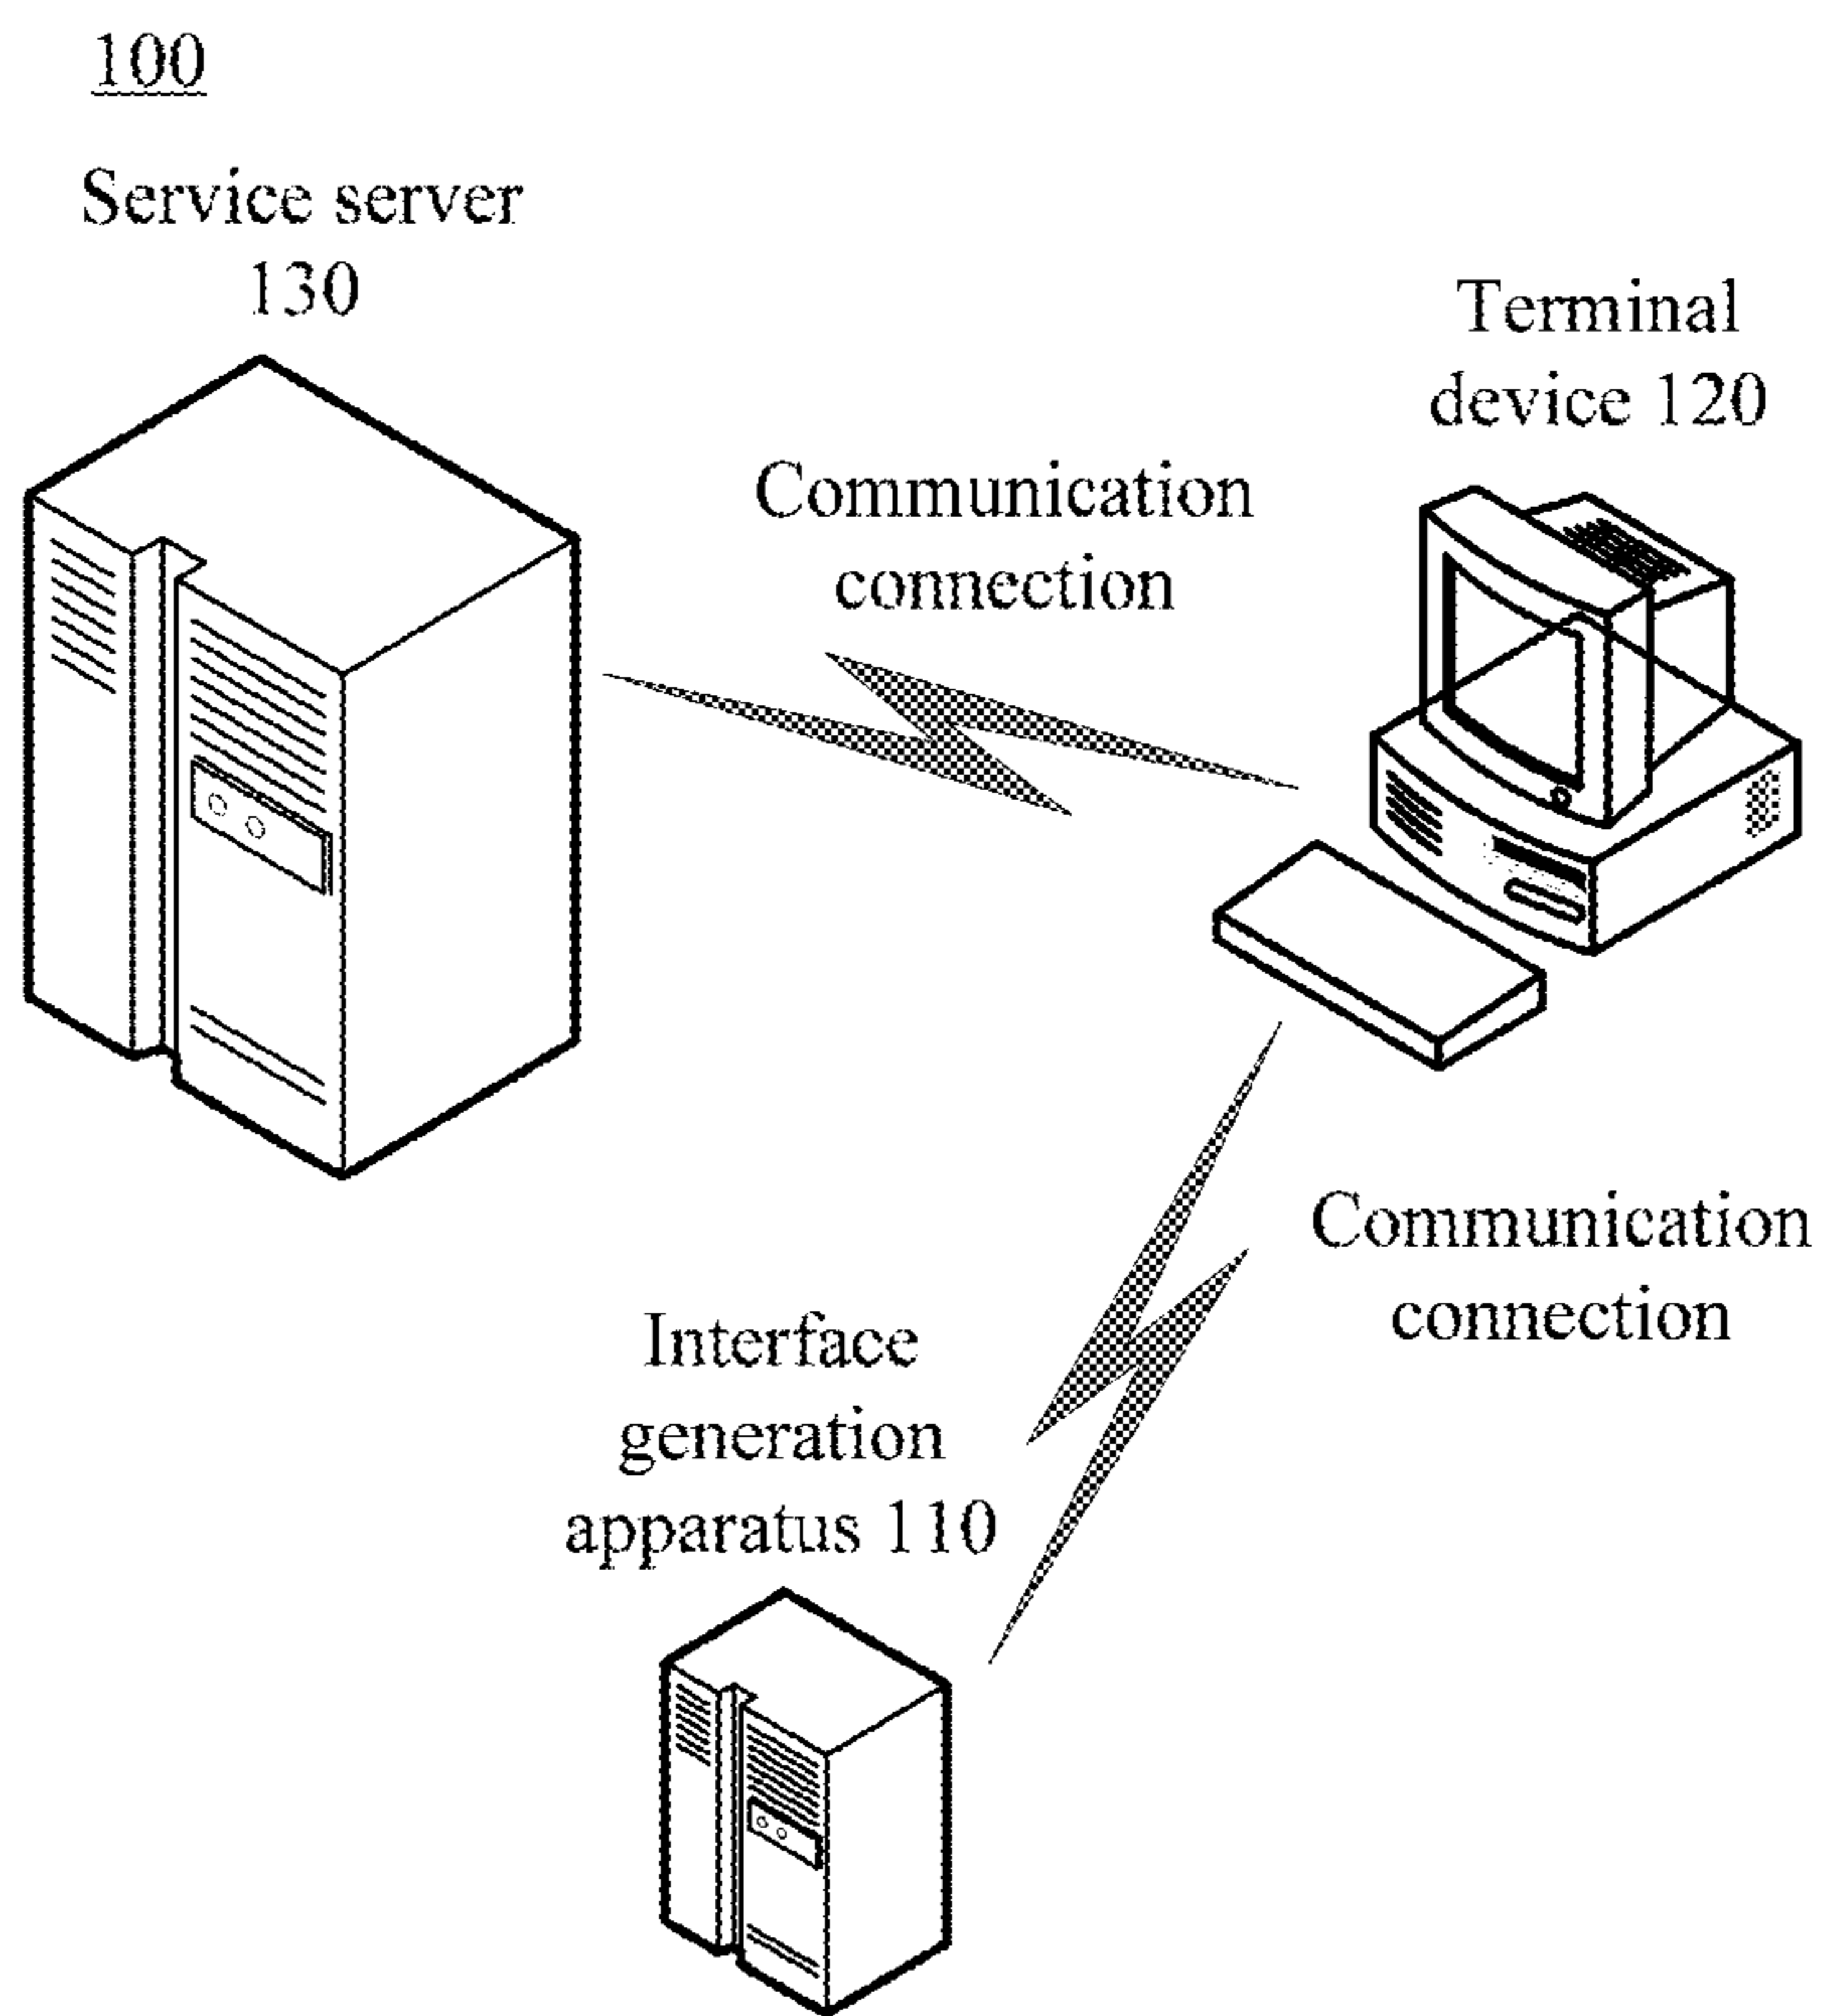 100
Service server
130
Terminal
device 120
Communication
connection
Communication
connection
Interface
generation
apparatus 110